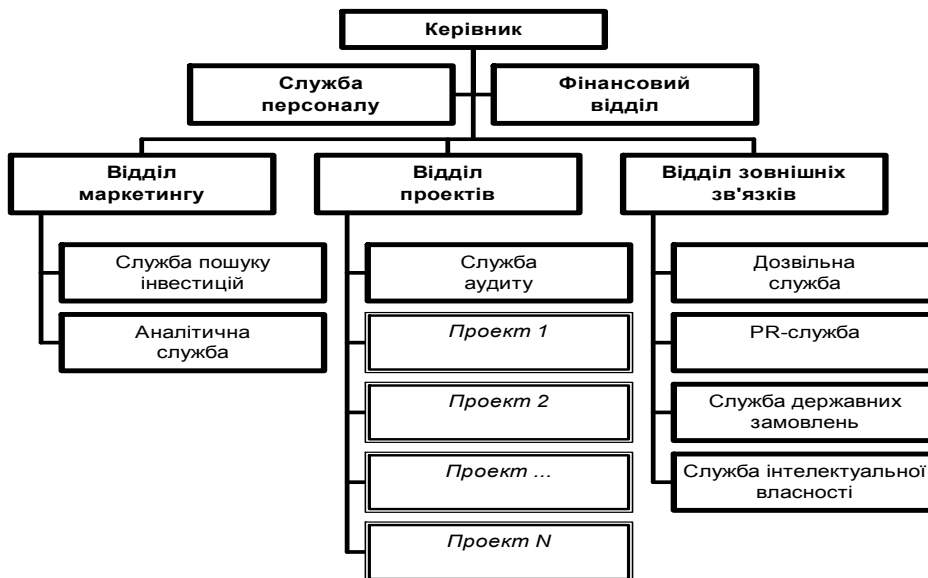 Керівник
Служба
персоналу
Фінансовий
відділ
Відділ
маркетингу
Відділ
проектів
Відділ зовнішніх
зв'язків
Служба пошуку
інвестицій
Аналітична
служба
Служба
аудиту
Проект 1
Проект 2
Проект ...
Проект N
Дозвільна
служба
PR-служба
Служба державних
замовлень
Служба інтелектуальної
власності